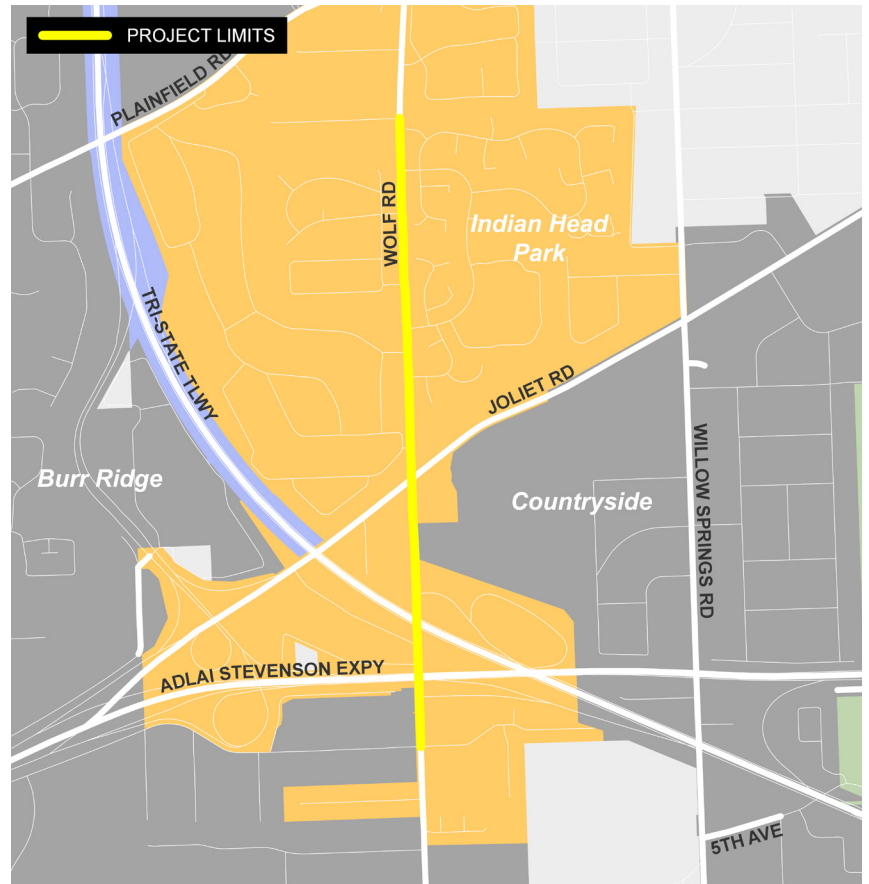 PROJECT LIMITS
PLAINFIELD RD
WOLF RD
Indian Head
Park
TRI-STATE TLWY
JOLIET RD
Burr Ridge
Countryside
WILLOW SPRINGS RD
ADLAI STEVENSON EXPY
5TH AVE